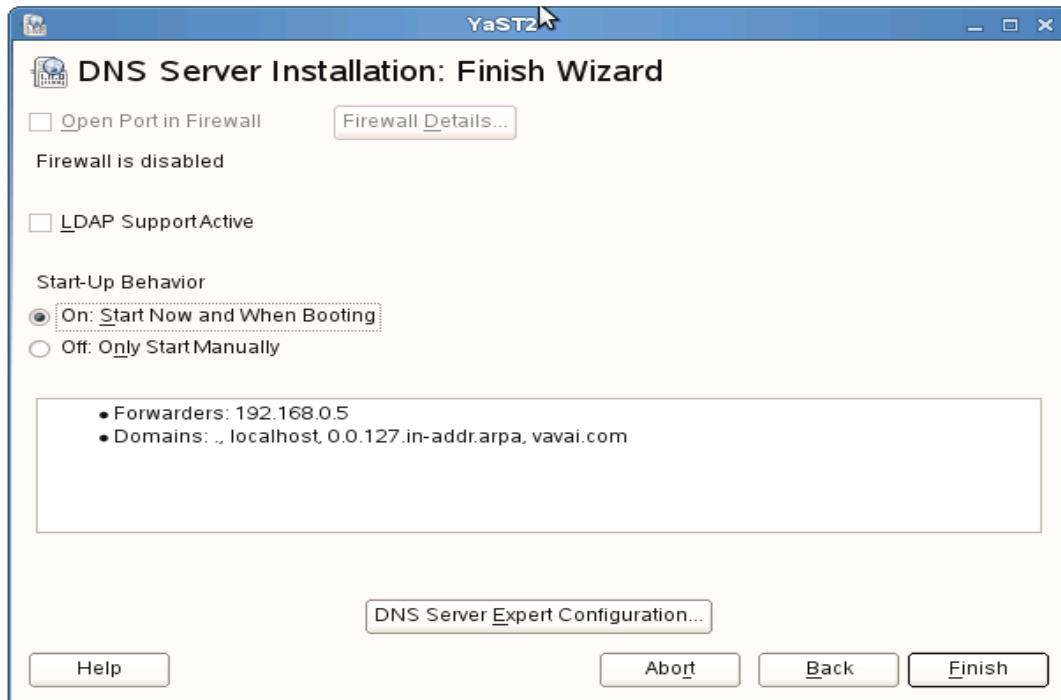 YaST2
DNS Server Installation: Finish Wizard
Open Port in Firewall Firewall Details...
Firewall is disabled
LDAP Support Active
Start-Up Behavior
On: Start Now and When Booting
Off: Only Start Manually
• Forwarders: 192.168.0.5
• Domains: ., localhost, 0.0.127.in-addr.arpa, vavai.com
DNS Server Expert Configuration...
Help Abort Back Finish